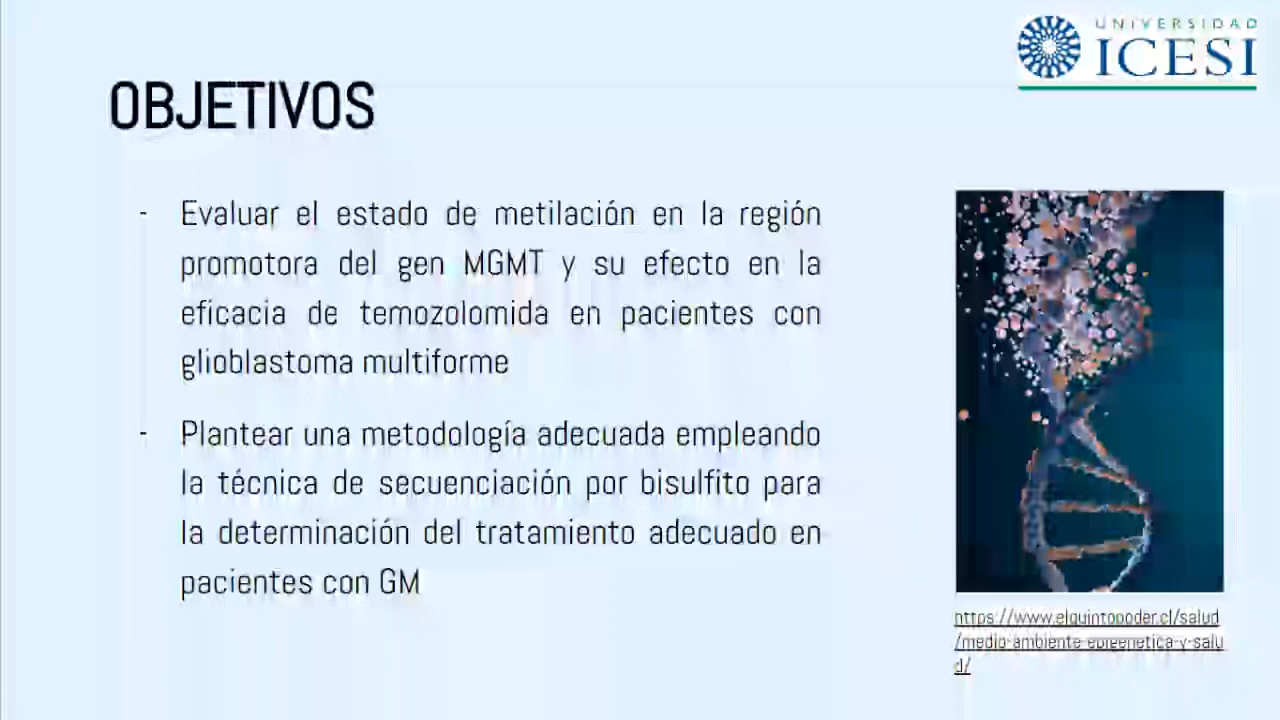 UNIVERSIDAD
ICESI
OBJETIVOS
- Evaluar el estado de metilación en la región
promotora del gen MGMT y su efecto en la
eficacia de temozolomida en pacientes con
glioblastoma multiforme
- Plantear una metodología adecuada empleando
la técnica de secuenciación por bisulfito para
la determinación del tratamiento adecuado en
pacientes con GM
https://www.elquintopoder.cl/salud
/medio-ambiente-epigenetica-y-salu
d/